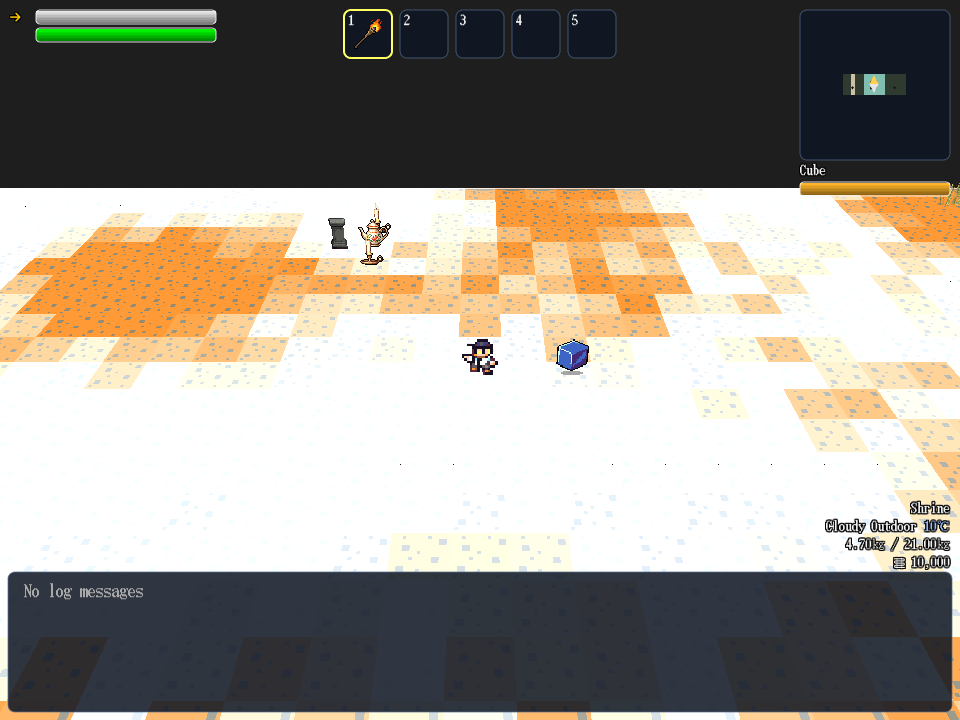 1 2 3 4 5
Cube
Shrine
Cloudy Outdoor 10℃
4.70kg / 21.00kg
10,000
No log messages